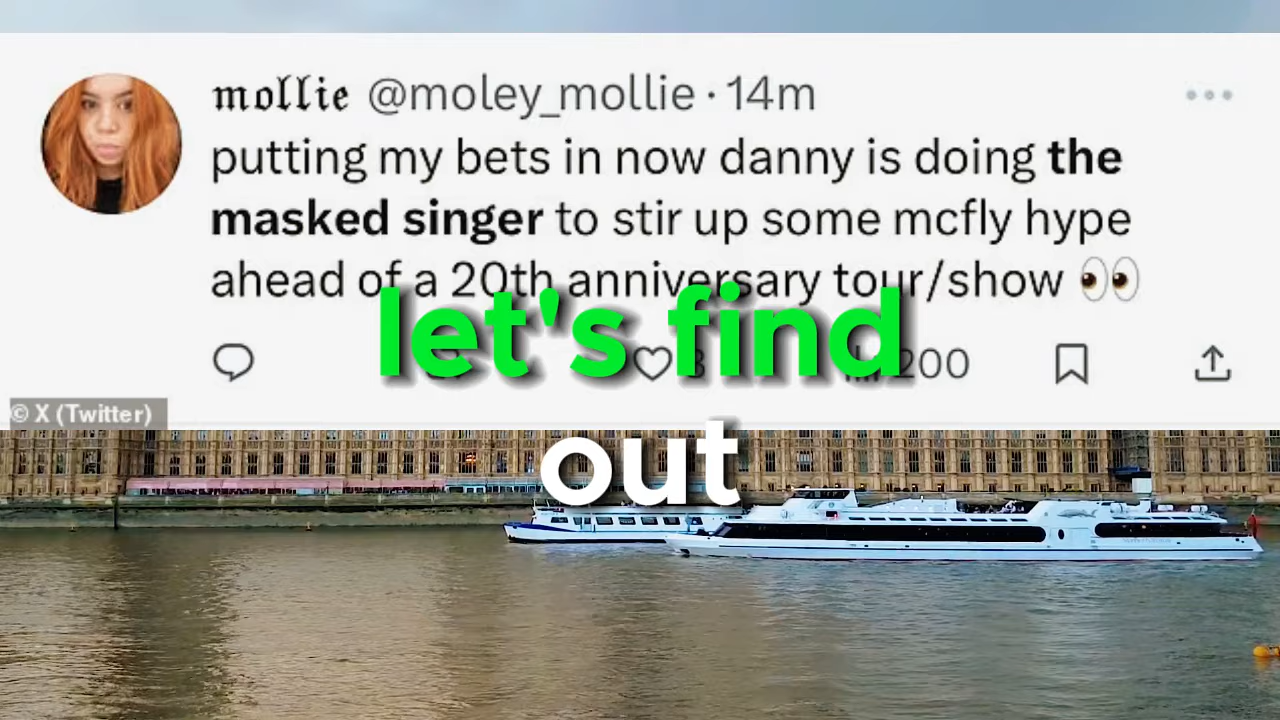 mollie @moley_mollie · 14m
putting my bets in now danny is doing the
masked singer to stir up some mcfly hype
ahead of a 20th anniversary tour/show 👀
let's find
200
© X (Twitter)
out